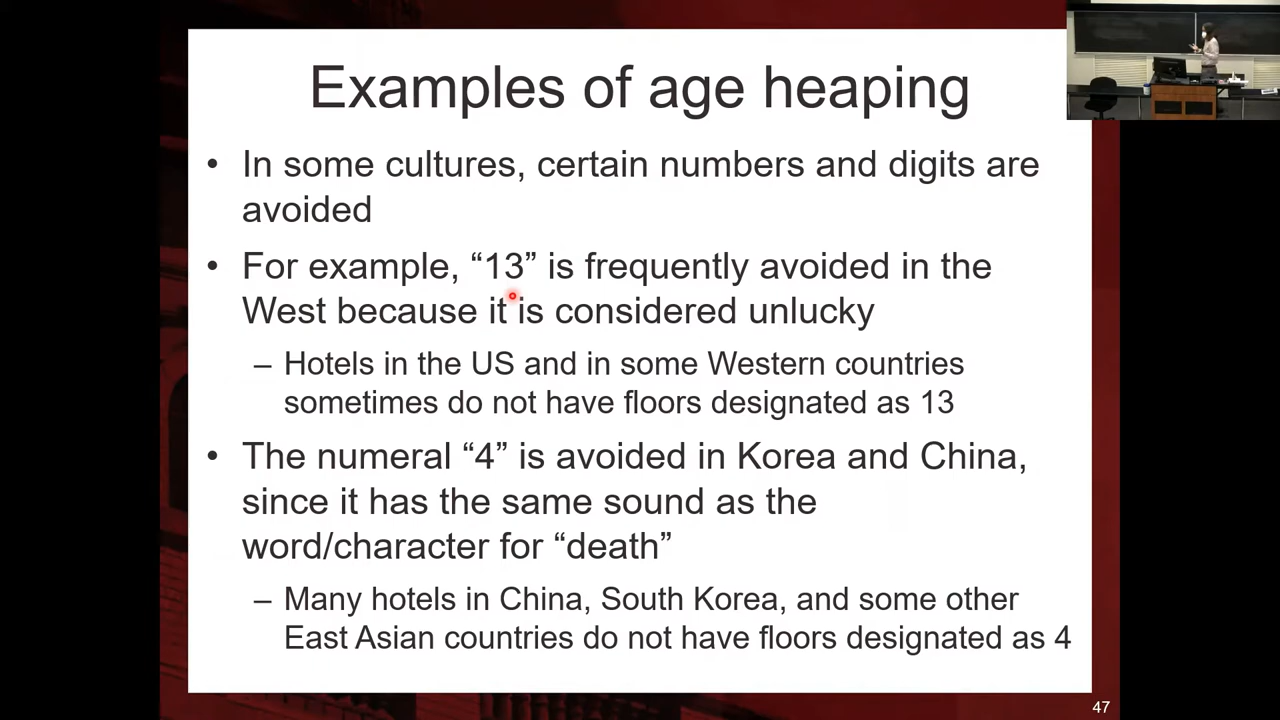 Examples of age heaping
• In some cultures, certain numbers and digits are
avoided
• For example, “13” is frequently avoided in the
West because it is considered unlucky
– Hotels in the US and in some Western countries
sometimes do not have floors designated as 13
• The numeral “4” is avoided in Korea and China,
since it has the same sound as the
word/character for “death”
– Many hotels in China, South Korea, and some other
East Asian countries do not have floors designated as 4
47